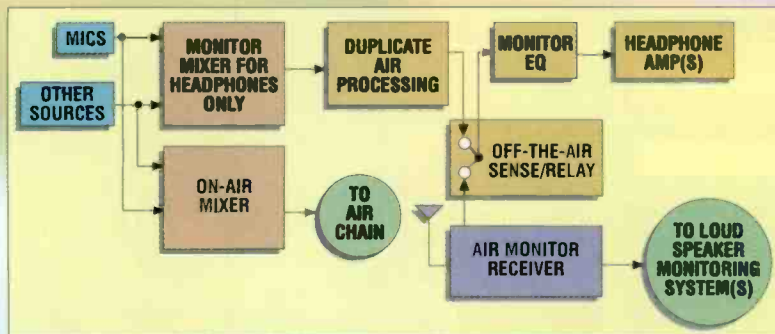 MICS
OTHER
SOURCES
MONITOR
MIXER FOR
HEADPHONES
ONLY
DUPLICATE
AIR
PROCESSING
MONITOR
EQ
HEADPHONE
AMP(S)
ON-AIR
MIXER
TO
AIR
CHAIN
OFF-THE-AIR
SENSE/RELAY
AIR MONITOR
RECEIVER
TO LOUD
SPEAKER
MONITORING
SYSTEM(S)